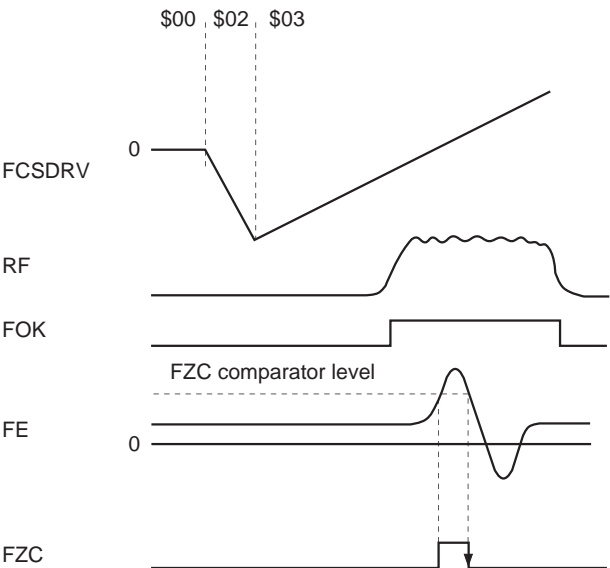 $00 $02 $03
0
FCSDRV
RF
FOK
FZC comparator level
FE
0
FZC